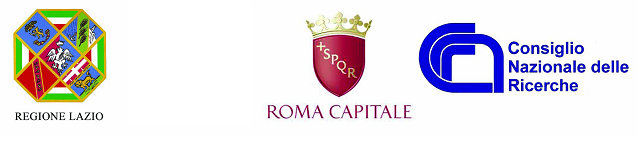 REGIONE LAZIO
SPQR
ROMA CAPITALE
Consiglio
Nazionale delle
Ricerche